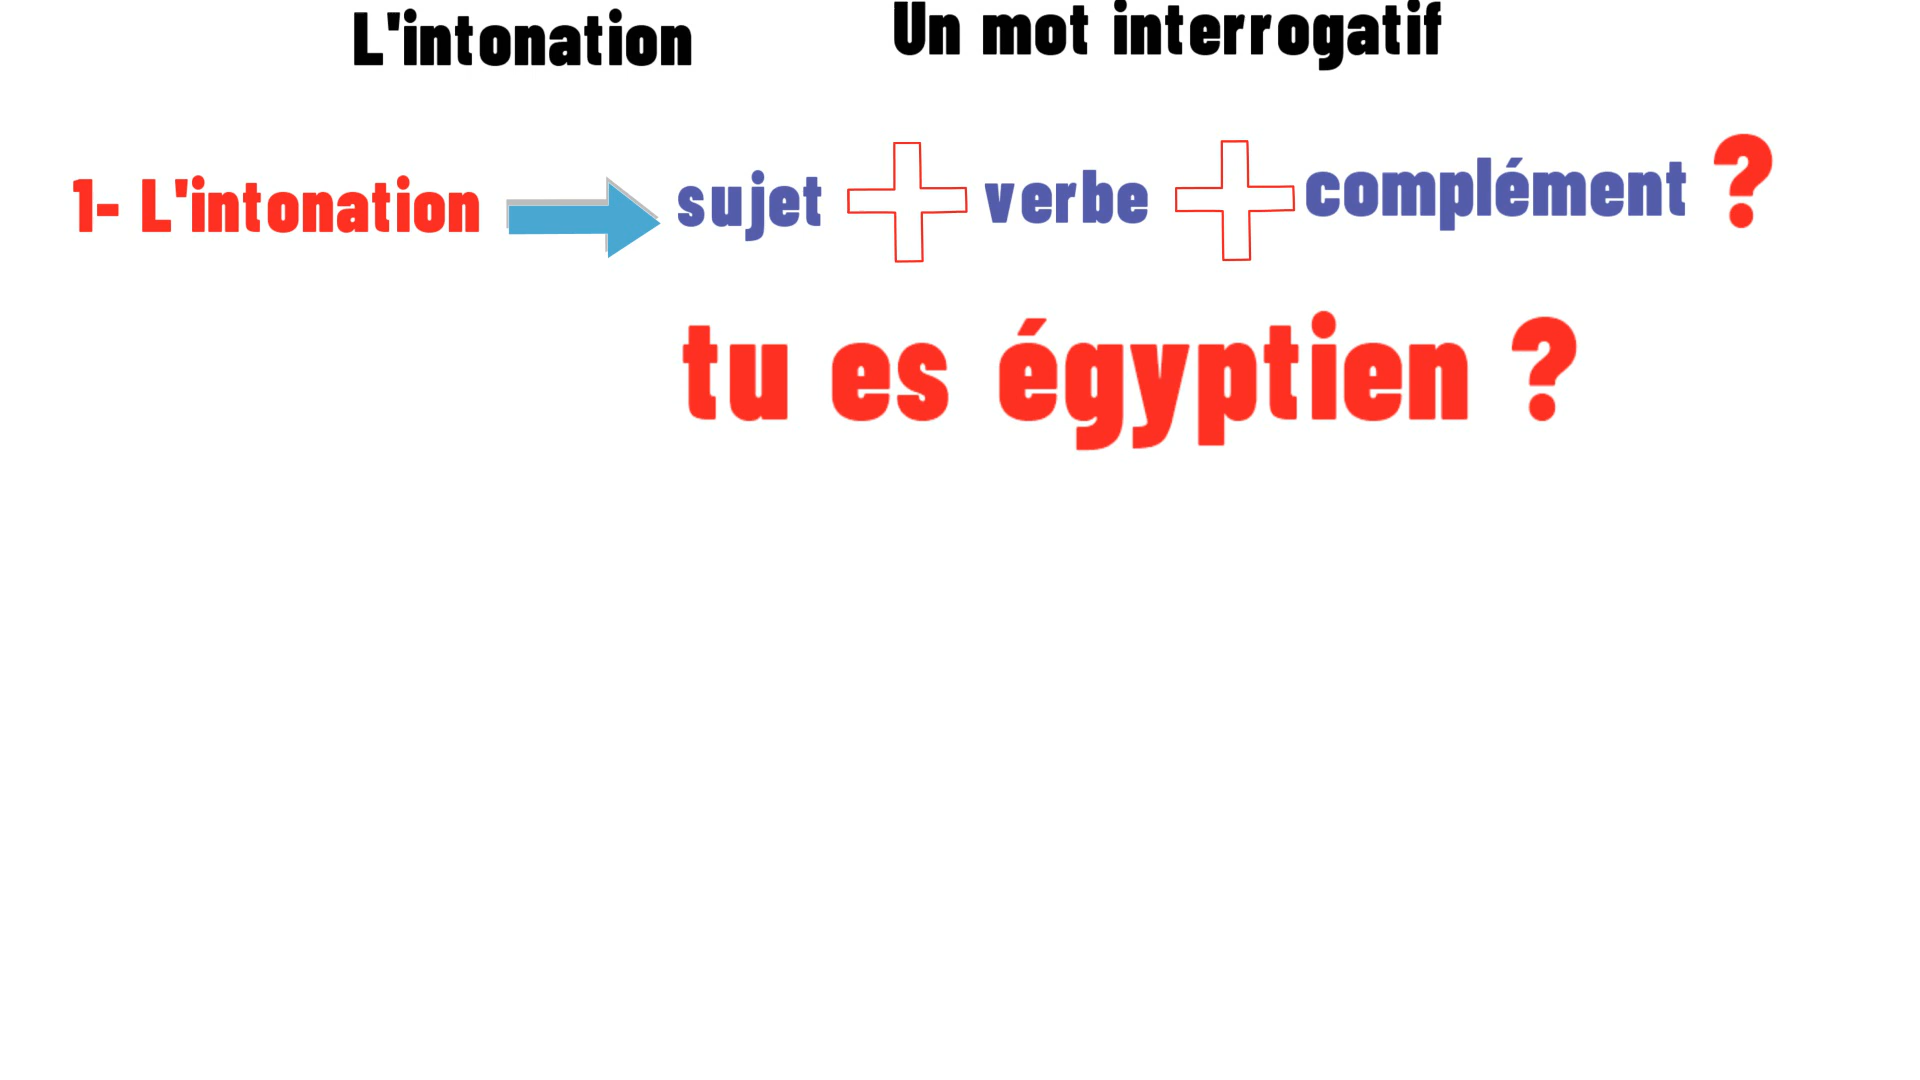 L'intonation Un mot interrogatif
1- L'intonation sujet verbe complément ?
tu es égyptien ?